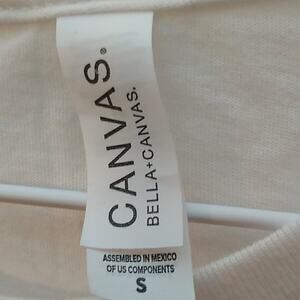 CANVAS.
BELLA+CANVAS.
ASSEMBLED IN MEXICO
OF US COMPONENTS
S